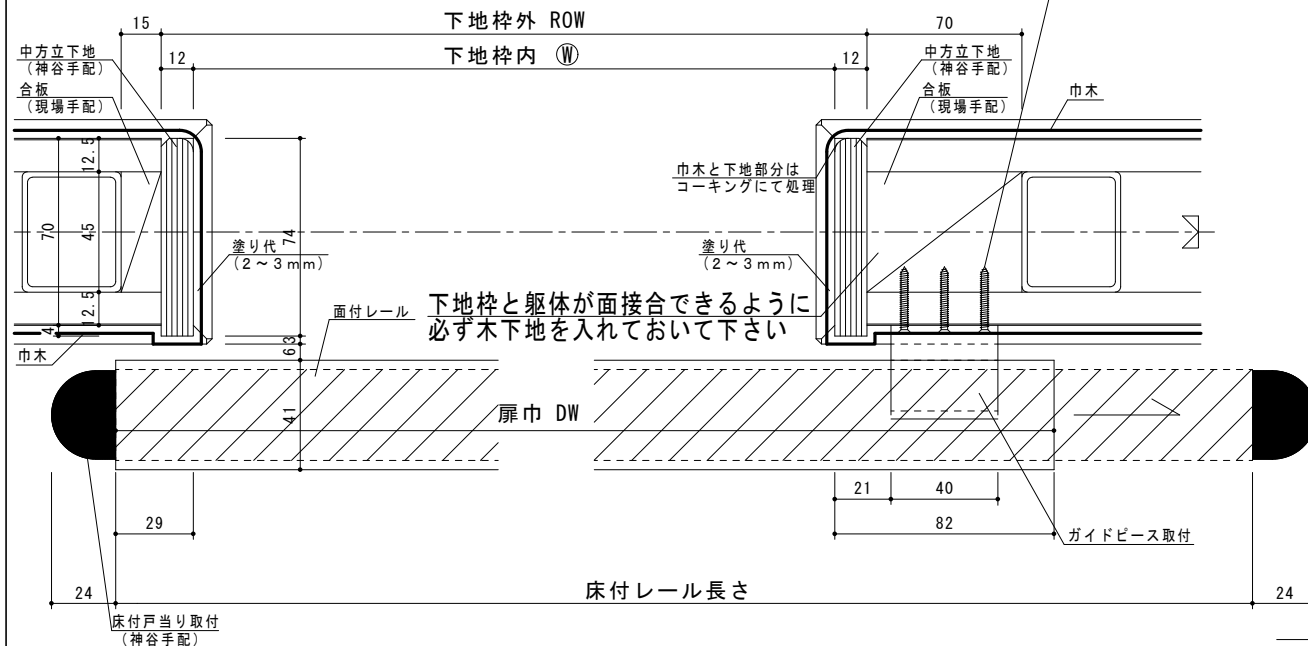 15
下地枠外 ROW
70
中方立下地
(神谷手配)
12
下地枠内 Ⓦ
12
中方立下地
(神谷手配)
合板
(現場手配)
合板
(現場手配)
巾木
12.5
巾木と下地部分は
コーキングにて処理
70
45
74
塗り代
(2~3mm)
塗り代
(2~3mm)
12.5
面付レール
下地枠と躯体が面接合できるように
必ず木下地を入れておいて下さい
4
巾木
3
6
41
扉巾 DW
21
40
29
82
ガイドピース取付
24
床付レール長さ
24
床付戸当り取付
(神谷手配)